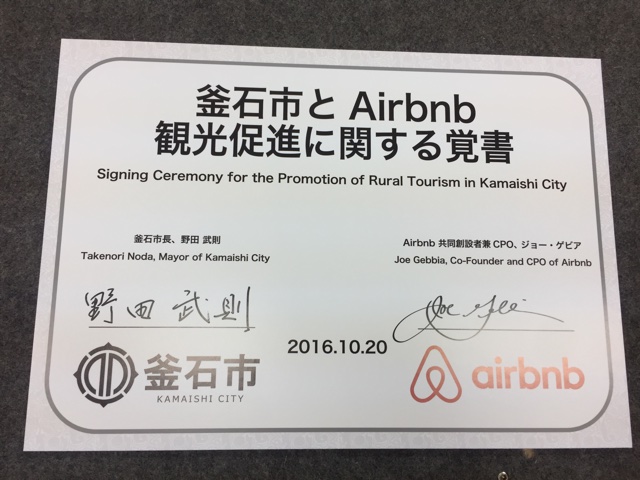 釜石市と Airbnb
観光促進に関する覚書
Signing Ceremony for the Promotion of Rural Tourism in Kamaishi City
釜石市長、野田 武則
Takenori Noda, Mayor of Kamaishi City
Airbnb 共同創設者兼 CPO、ジョー・ゲビア
Joe Gebbia, Co-Founder and CPO of Airbnb
野田 武則
Joe Gebbia
2016.10.20
釜石市
KAMAISHI CITY
airbnb